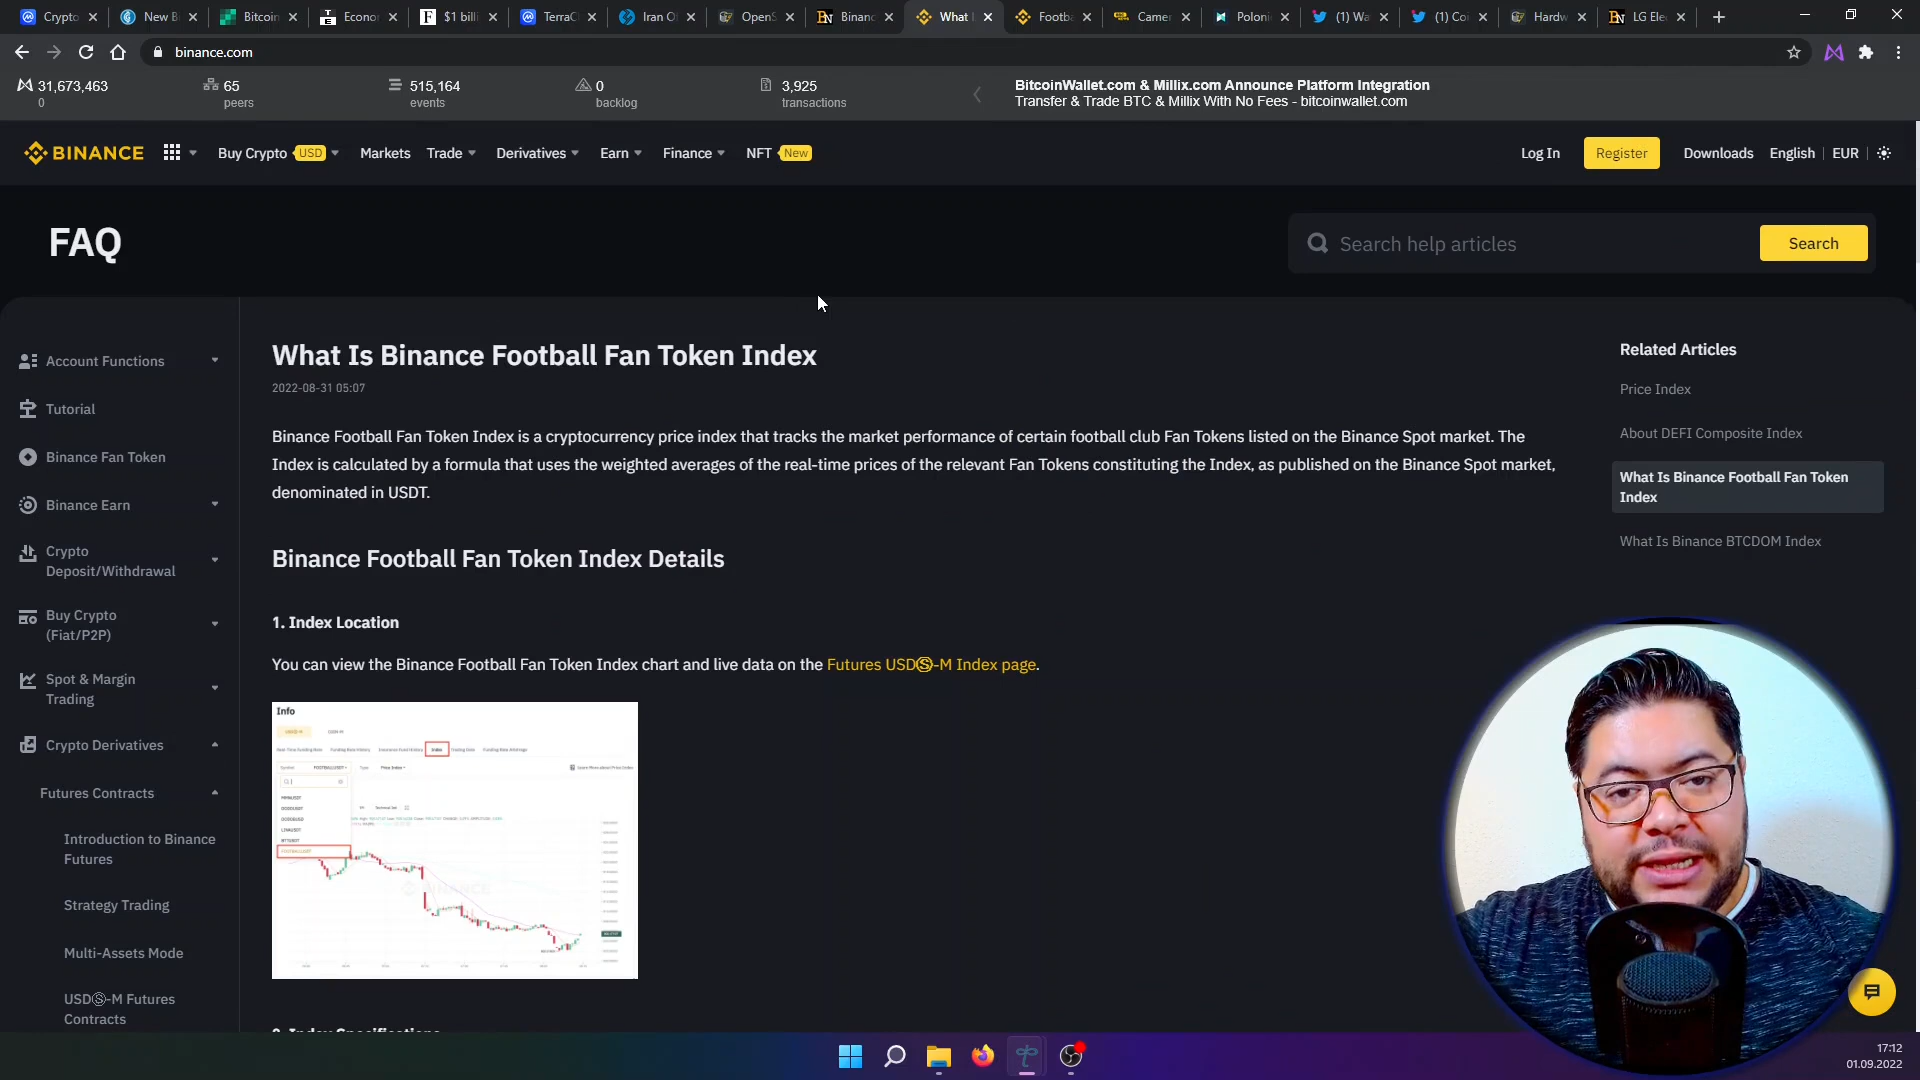 Crypto
New B
Bitcoin
Econo
$1 billi
TerraC
Iran O
OpenS
Binanc
What I
Footba
Camer
Poloni
(1) Wa
(1) Co
Hardw
LG Ele
binance.com
31,673,463
0
65
peers
515,164
events
0
backlog
3,925
transactions
BitcoinWallet.com & Millix.com Announce Platform Integration
Transfer & Trade BTC & Millix With No Fees - bitcoinwallet.com
BINANCE
Buy Crypto USD
Markets
Trade
Derivatives
Earn
Finance
NFT New
Log In
Register
Downloads
English
EUR
FAQ
Search help articles
Search
Account Functions
Tutorial
Binance Fan Token
Binance Earn
Crypto
Deposit/Withdrawal
Buy Crypto
(Fiat/P2P)
Spot & Margin
Trading
Crypto Derivatives
Futures Contracts
Introduction to Binance
Futures
Strategy Trading
Multi-Assets Mode
USDⓈ-M Futures
Contracts
What Is Binance Football Fan Token Index
2022-08-31 05:07
Binance Football Fan Token Index is a cryptocurrency price index that tracks the market performance of certain football club Fan Tokens listed on the Binance Spot market. The
Index is calculated by a formula that uses the weighted averages of the real-time prices of the relevant Fan Tokens constituting the Index, as published on the Binance Spot market,
denominated in USDT.
Binance Football Fan Token Index Details
1. Index Location
You can view the Binance Football Fan Token Index chart and live data on the Futures USDⓈ-M Index page.
Info
Index
Price Index
BINANCE
2. Index Specifications
Related Articles
Price Index
About DEFI Composite Index
What Is Binance Football Fan Token
Index
What Is Binance BTCDOM Index
17:12
01.09.2022